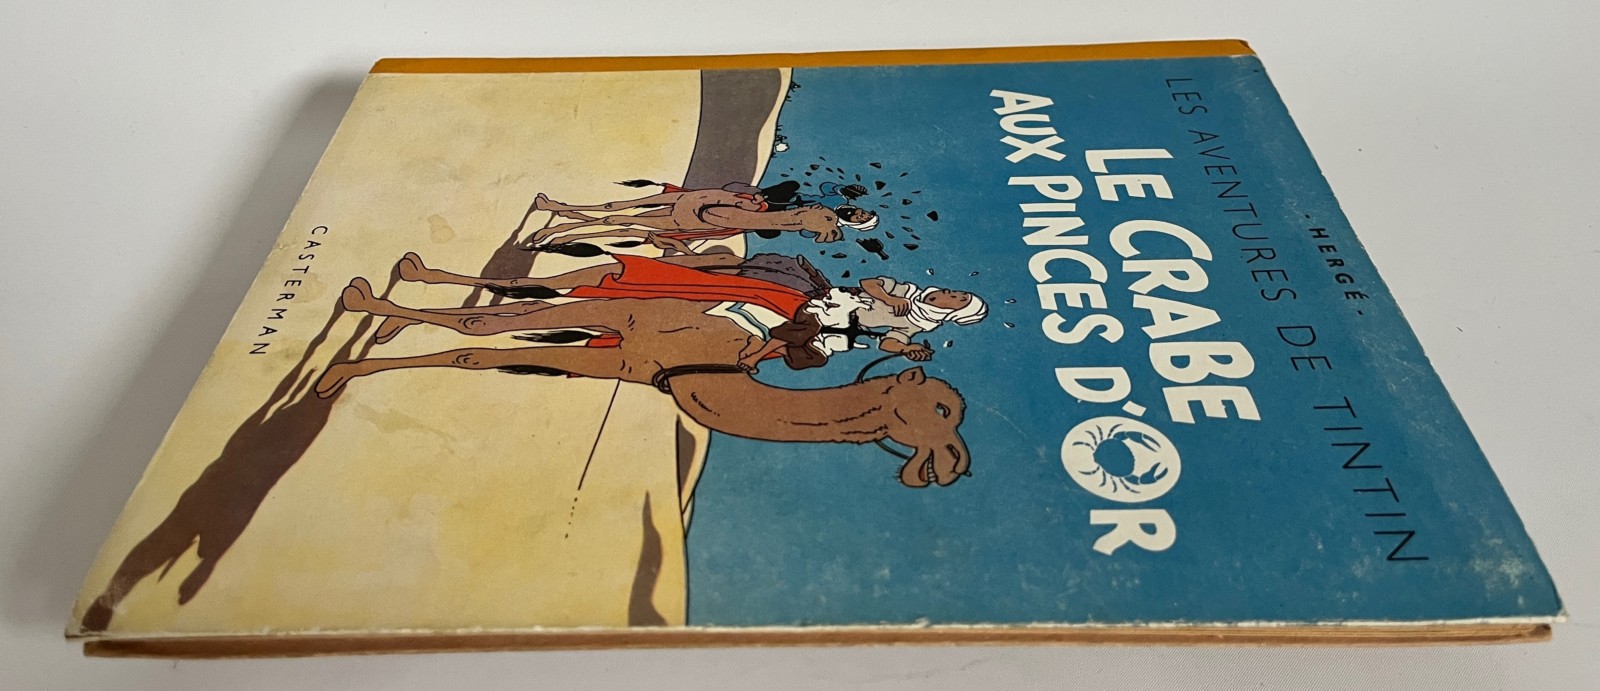 - HERGÉ -
LES AVENTURES DE TINTIN
LE CRABE
AUX PINCES D'OR
CASTERMAN